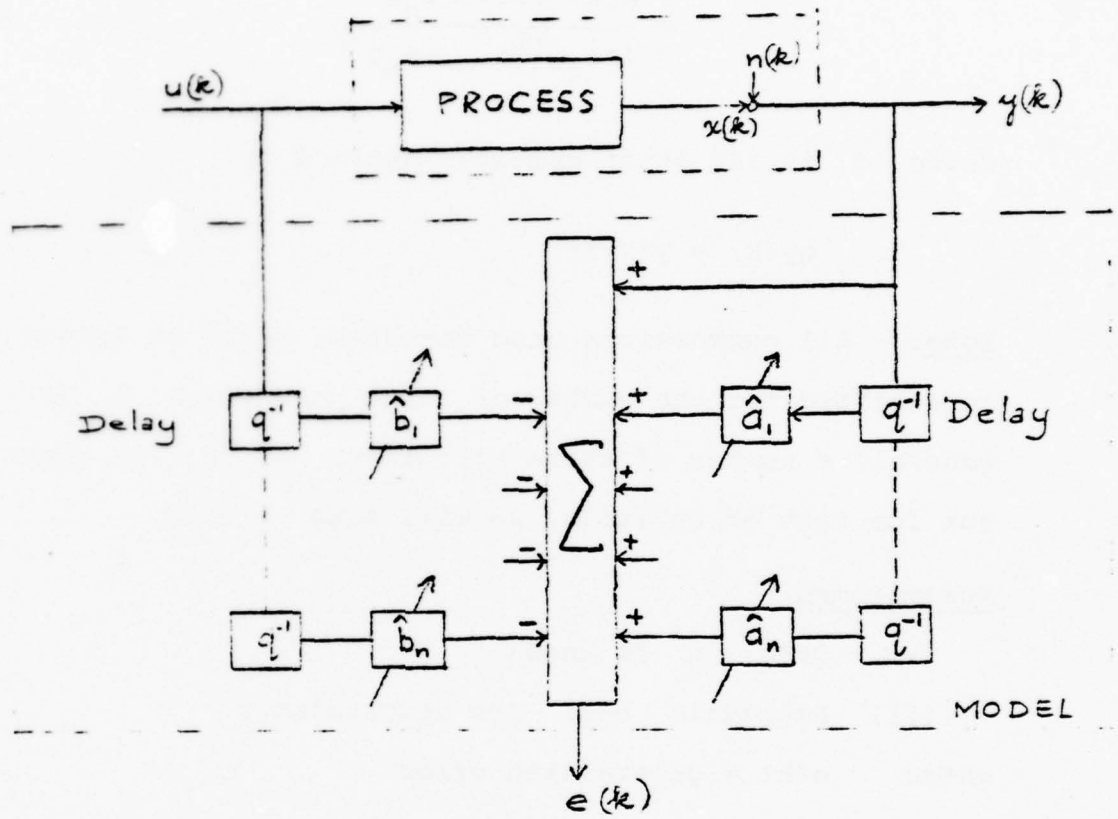 n(k)
u(k) PROCESS x(k) y(k)
+
Delay q⁻¹ b̂₁ - + â₁ q⁻¹ Delay
Σ
- +
- +
q⁻¹ b̂ₙ - + âₙ q⁻¹
MODEL
e(k)